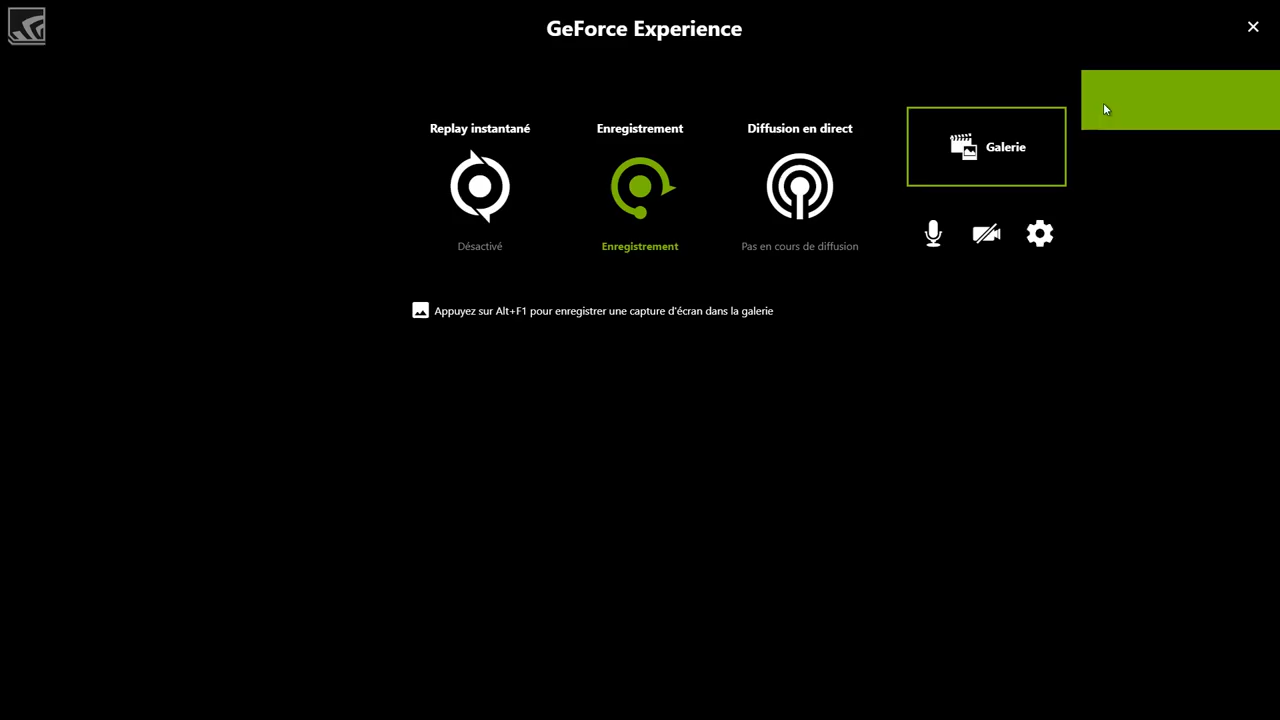 GeForce Experience
Replay instantané
Enregistrement
Diffusion en direct
Galerie
Désactivé
Enregistrement
Pas en cours de diffusion
Appuyez sur Alt+F1 pour enregistrer une capture d'écran dans la galerie